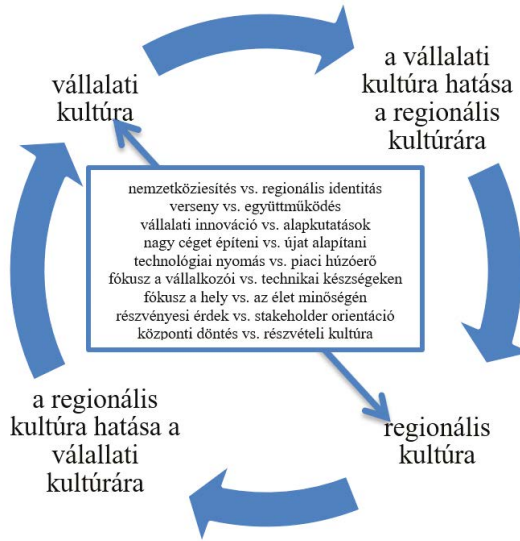 vállalati
kultúra
a vállalati
kultúra hatása
a regionális
kultúrára
nemzetköziesítés vs. regionális identitás
verseny vs. együttműködés
vállalati innováció vs. alapkutatások
nagy céget építeni vs. újat alapítani
technológiai nyomás vs. piaci húzóerő
fókusz a vállalkozói vs. technikai készségeken
fókusz a hely vs. az élet minőségén
részvényesi érdek vs. stakeholder orientáció
központi döntés vs. részvételi kultúra
a regionális
kultúra hatása a
válallati
kultúrára
regionális
kultúra